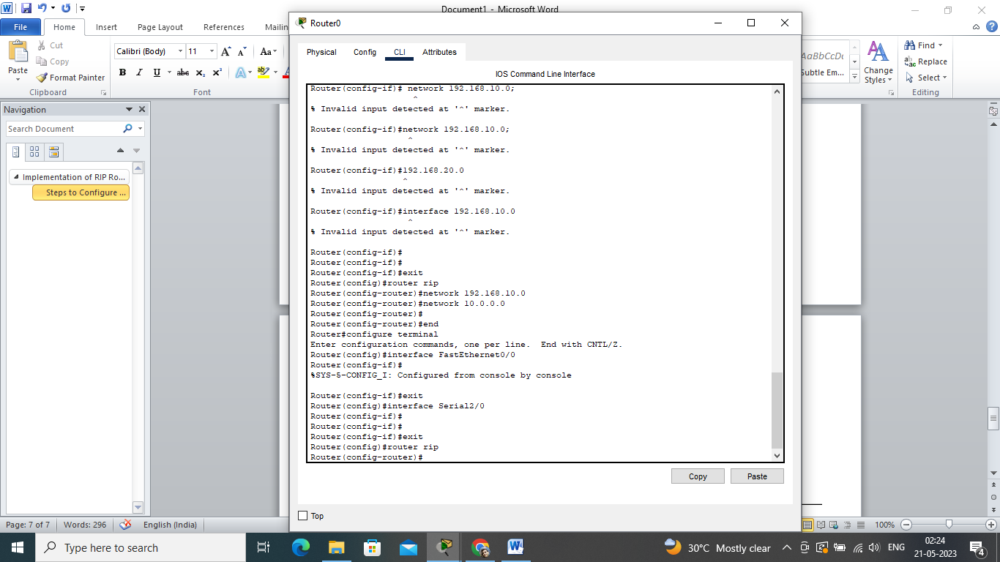 Document1 - Microsoft Word
File Home Insert Page Layout References Mailin
Paste
Cut
Copy
Format Painter
Clipboard
Calibri (Body) 11
A A Aa
B I U abc x₂ x²
Font
AaBbCcDc
Subtle Em...
Change
Styles
Find
Replace
Select
Editing
Navigation
Search Document
Implementation of RIP Ro...
Steps to Configure ...
Router0
Physical Config CLI Attributes
IOS Command Line Interface
Router(config-if)# network 192.168.10.0;
^
% Invalid input detected at '^' marker.
Router(config-if)#network 192.168.10.0;
^
% Invalid input detected at '^' marker.
Router(config-if)#192.168.20.0
^
% Invalid input detected at '^' marker.
Router(config-if)#interface 192.168.10.0
^
% Invalid input detected at '^' marker.
Router(config-if)#
Router(config-if)#
Router(config-if)#exit
Router(config)#router rip
Router(config-router)#network 192.168.10.0
Router(config-router)#network 10.0.0.0
Router(config-router)#
Router(config-router)#end
Router#configure terminal
Enter configuration commands, one per line. End with CNTL/Z.
Router(config)#interface FastEthernet0/0
Router(config-if)#
%SYS-5-CONFIG_I: Configured from console by console
Router(config-if)#exit
Router(config)#interface Serial2/0
Router(config-if)#
Router(config-if)#
Router(config-if)#exit
Router(config)#router rip
Router(config-router)#
Copy Paste
Top
Page: 7 of 7 Words: 296 English (India) 100%
Type here to search
30°C Mostly clear ENG
02:24
21-05-2023
4